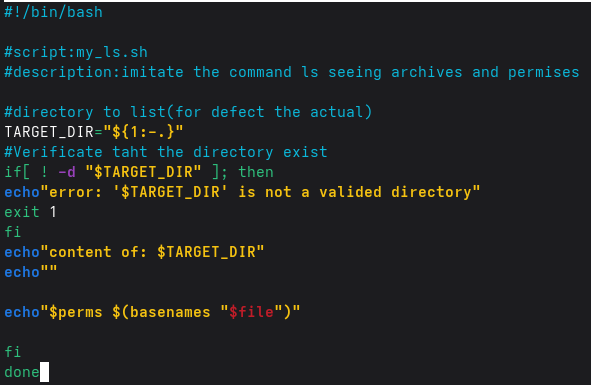 #!/bin/bash
#script:my_ls.sh
#description:imitate the command ls seeing archives and permises
#directory to list(for defect the actual)
TARGET_DIR="${1:-.}"
#Verificate taht the directory exist
if[ ! -d "$TARGET_DIR" ]; then
echo"error: '$TARGET_DIR' is not a valided directory"
exit 1
fi
echo"content of: $TARGET_DIR"
echo""
echo"$perms $(basenames "$file")"
fi
done